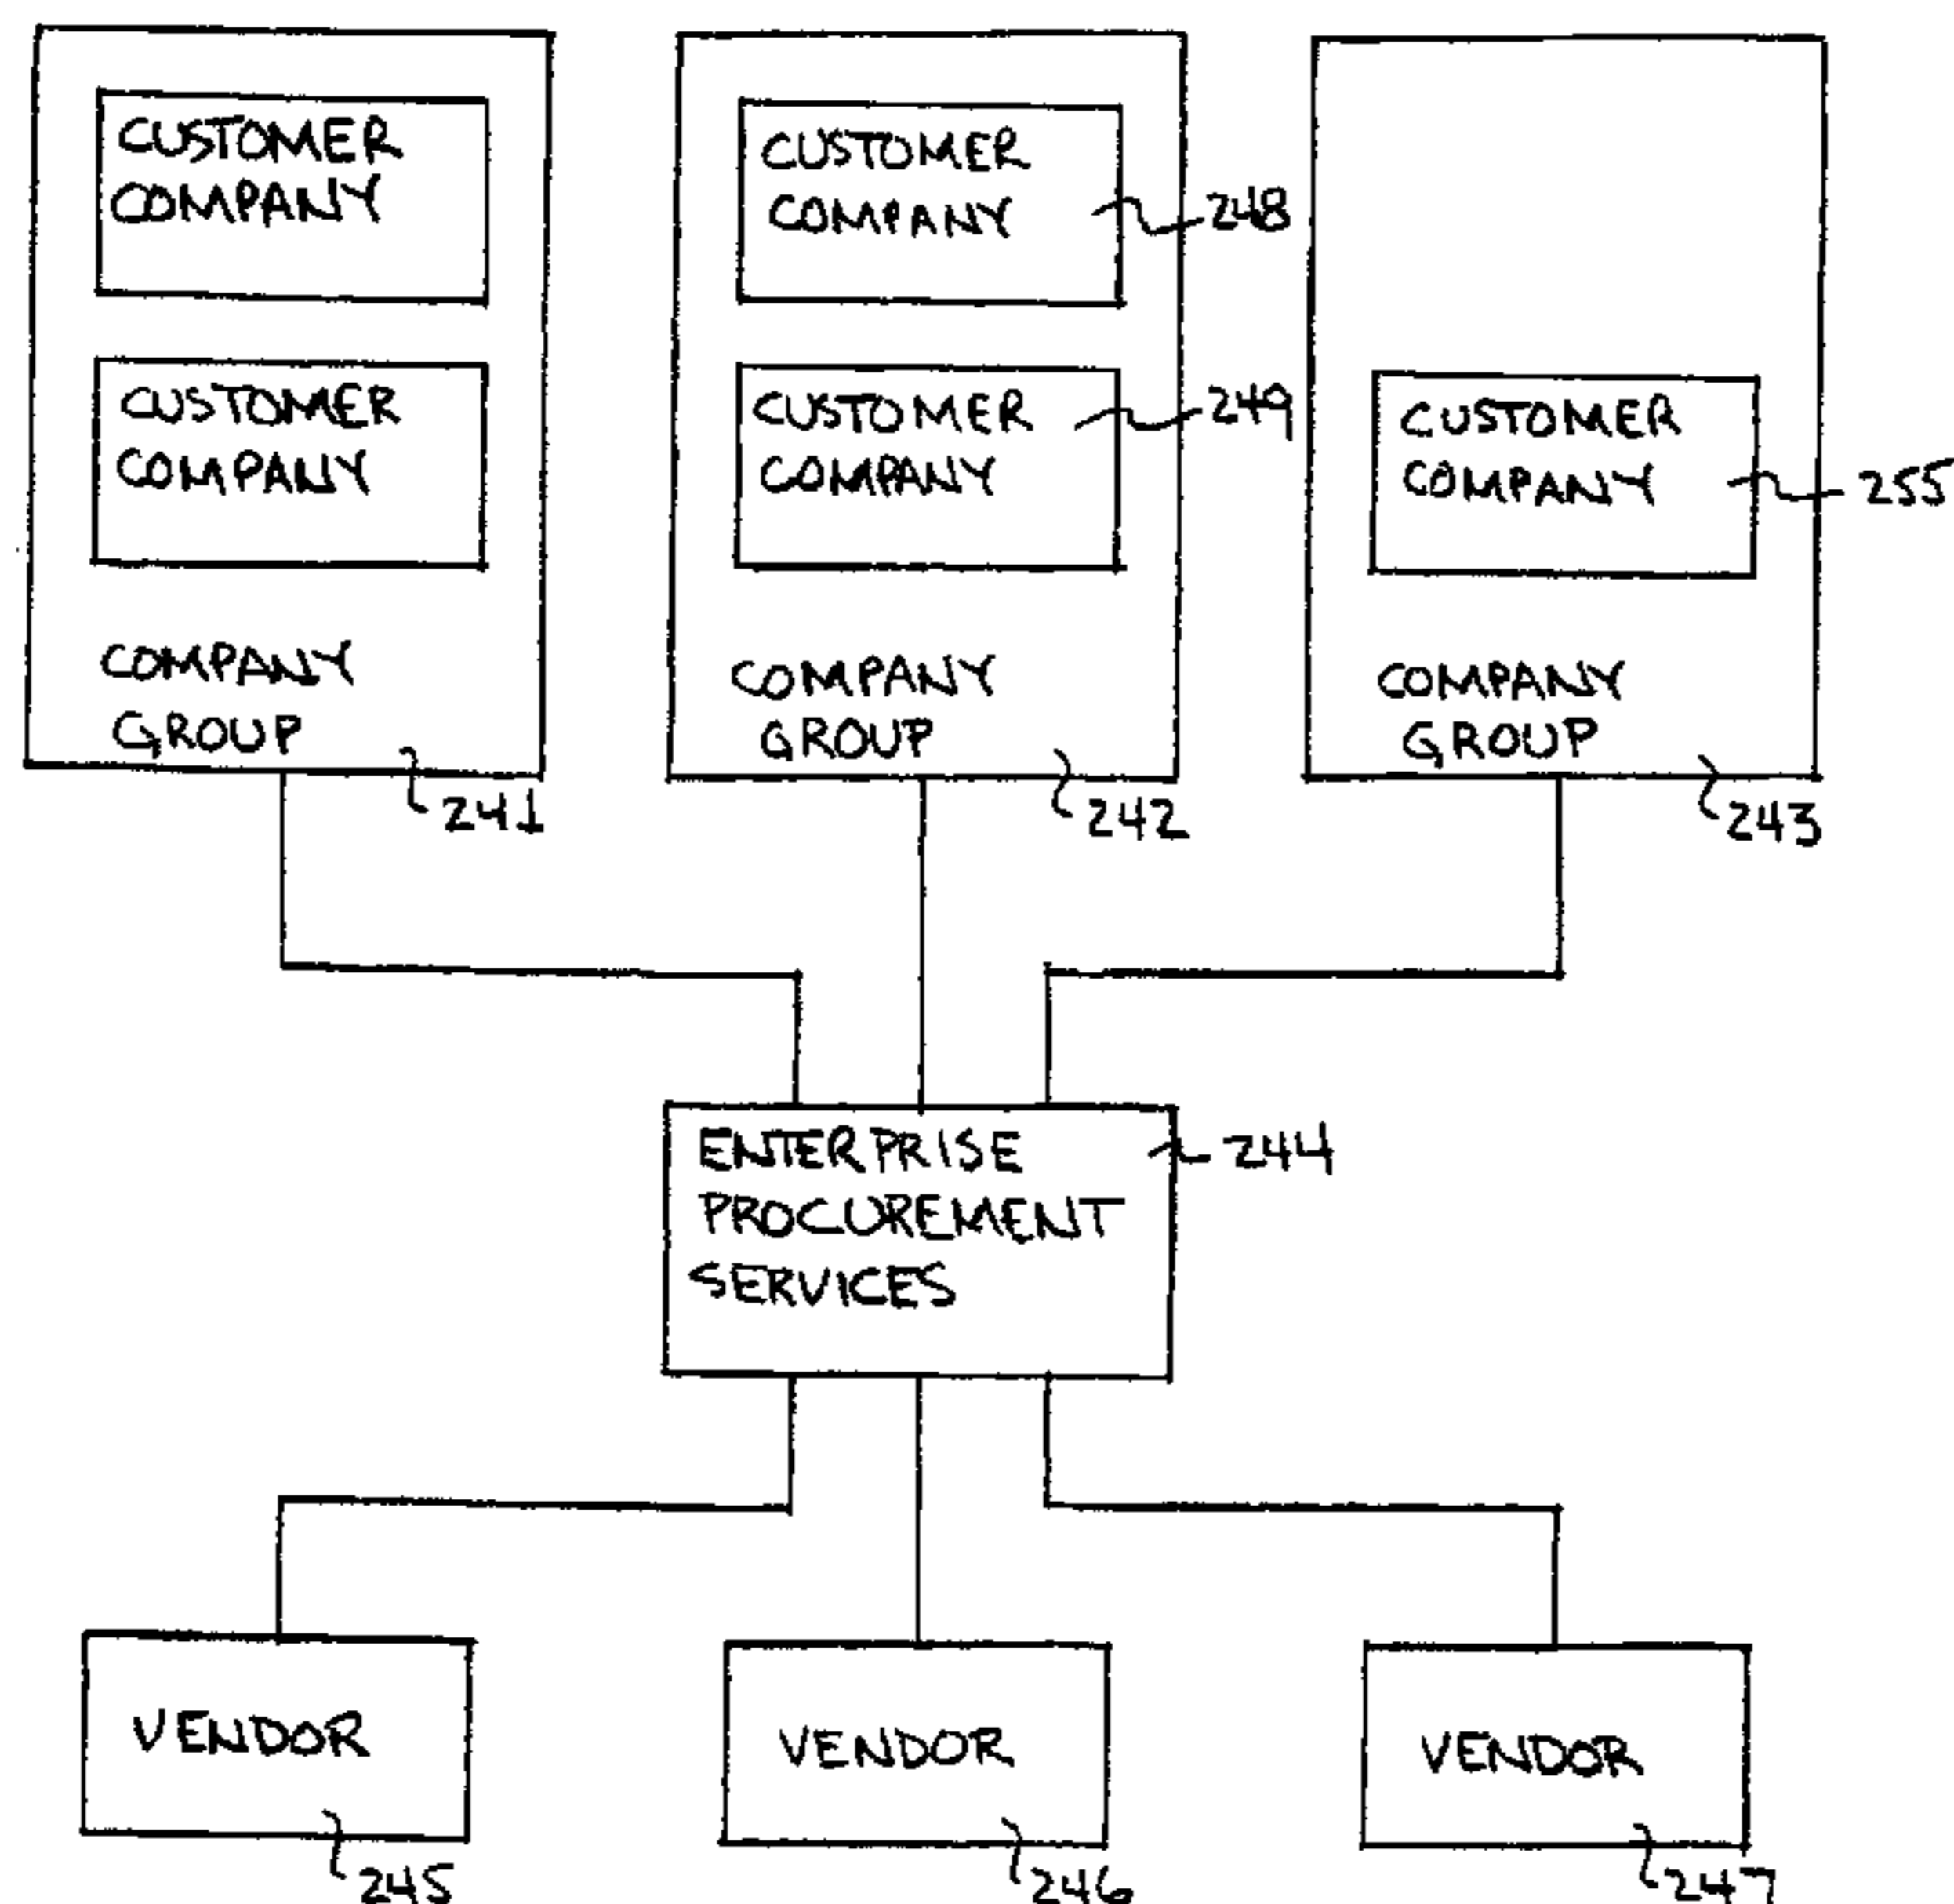 CUSTOMER
COMPANY
CUSTOMER
COMPANY
COMPANY
GROUP
241
CUSTOMER
COMPANY
248
CUSTOMER
COMPANY
249
COMPANY
GROUP
242
CUSTOMER
COMPANY
255
COMPANY
GROUP
243
ENTERPRISE
PROCUREMENT
SERVICES
244
VENDOR
245
VENDOR
246
VENDOR
247